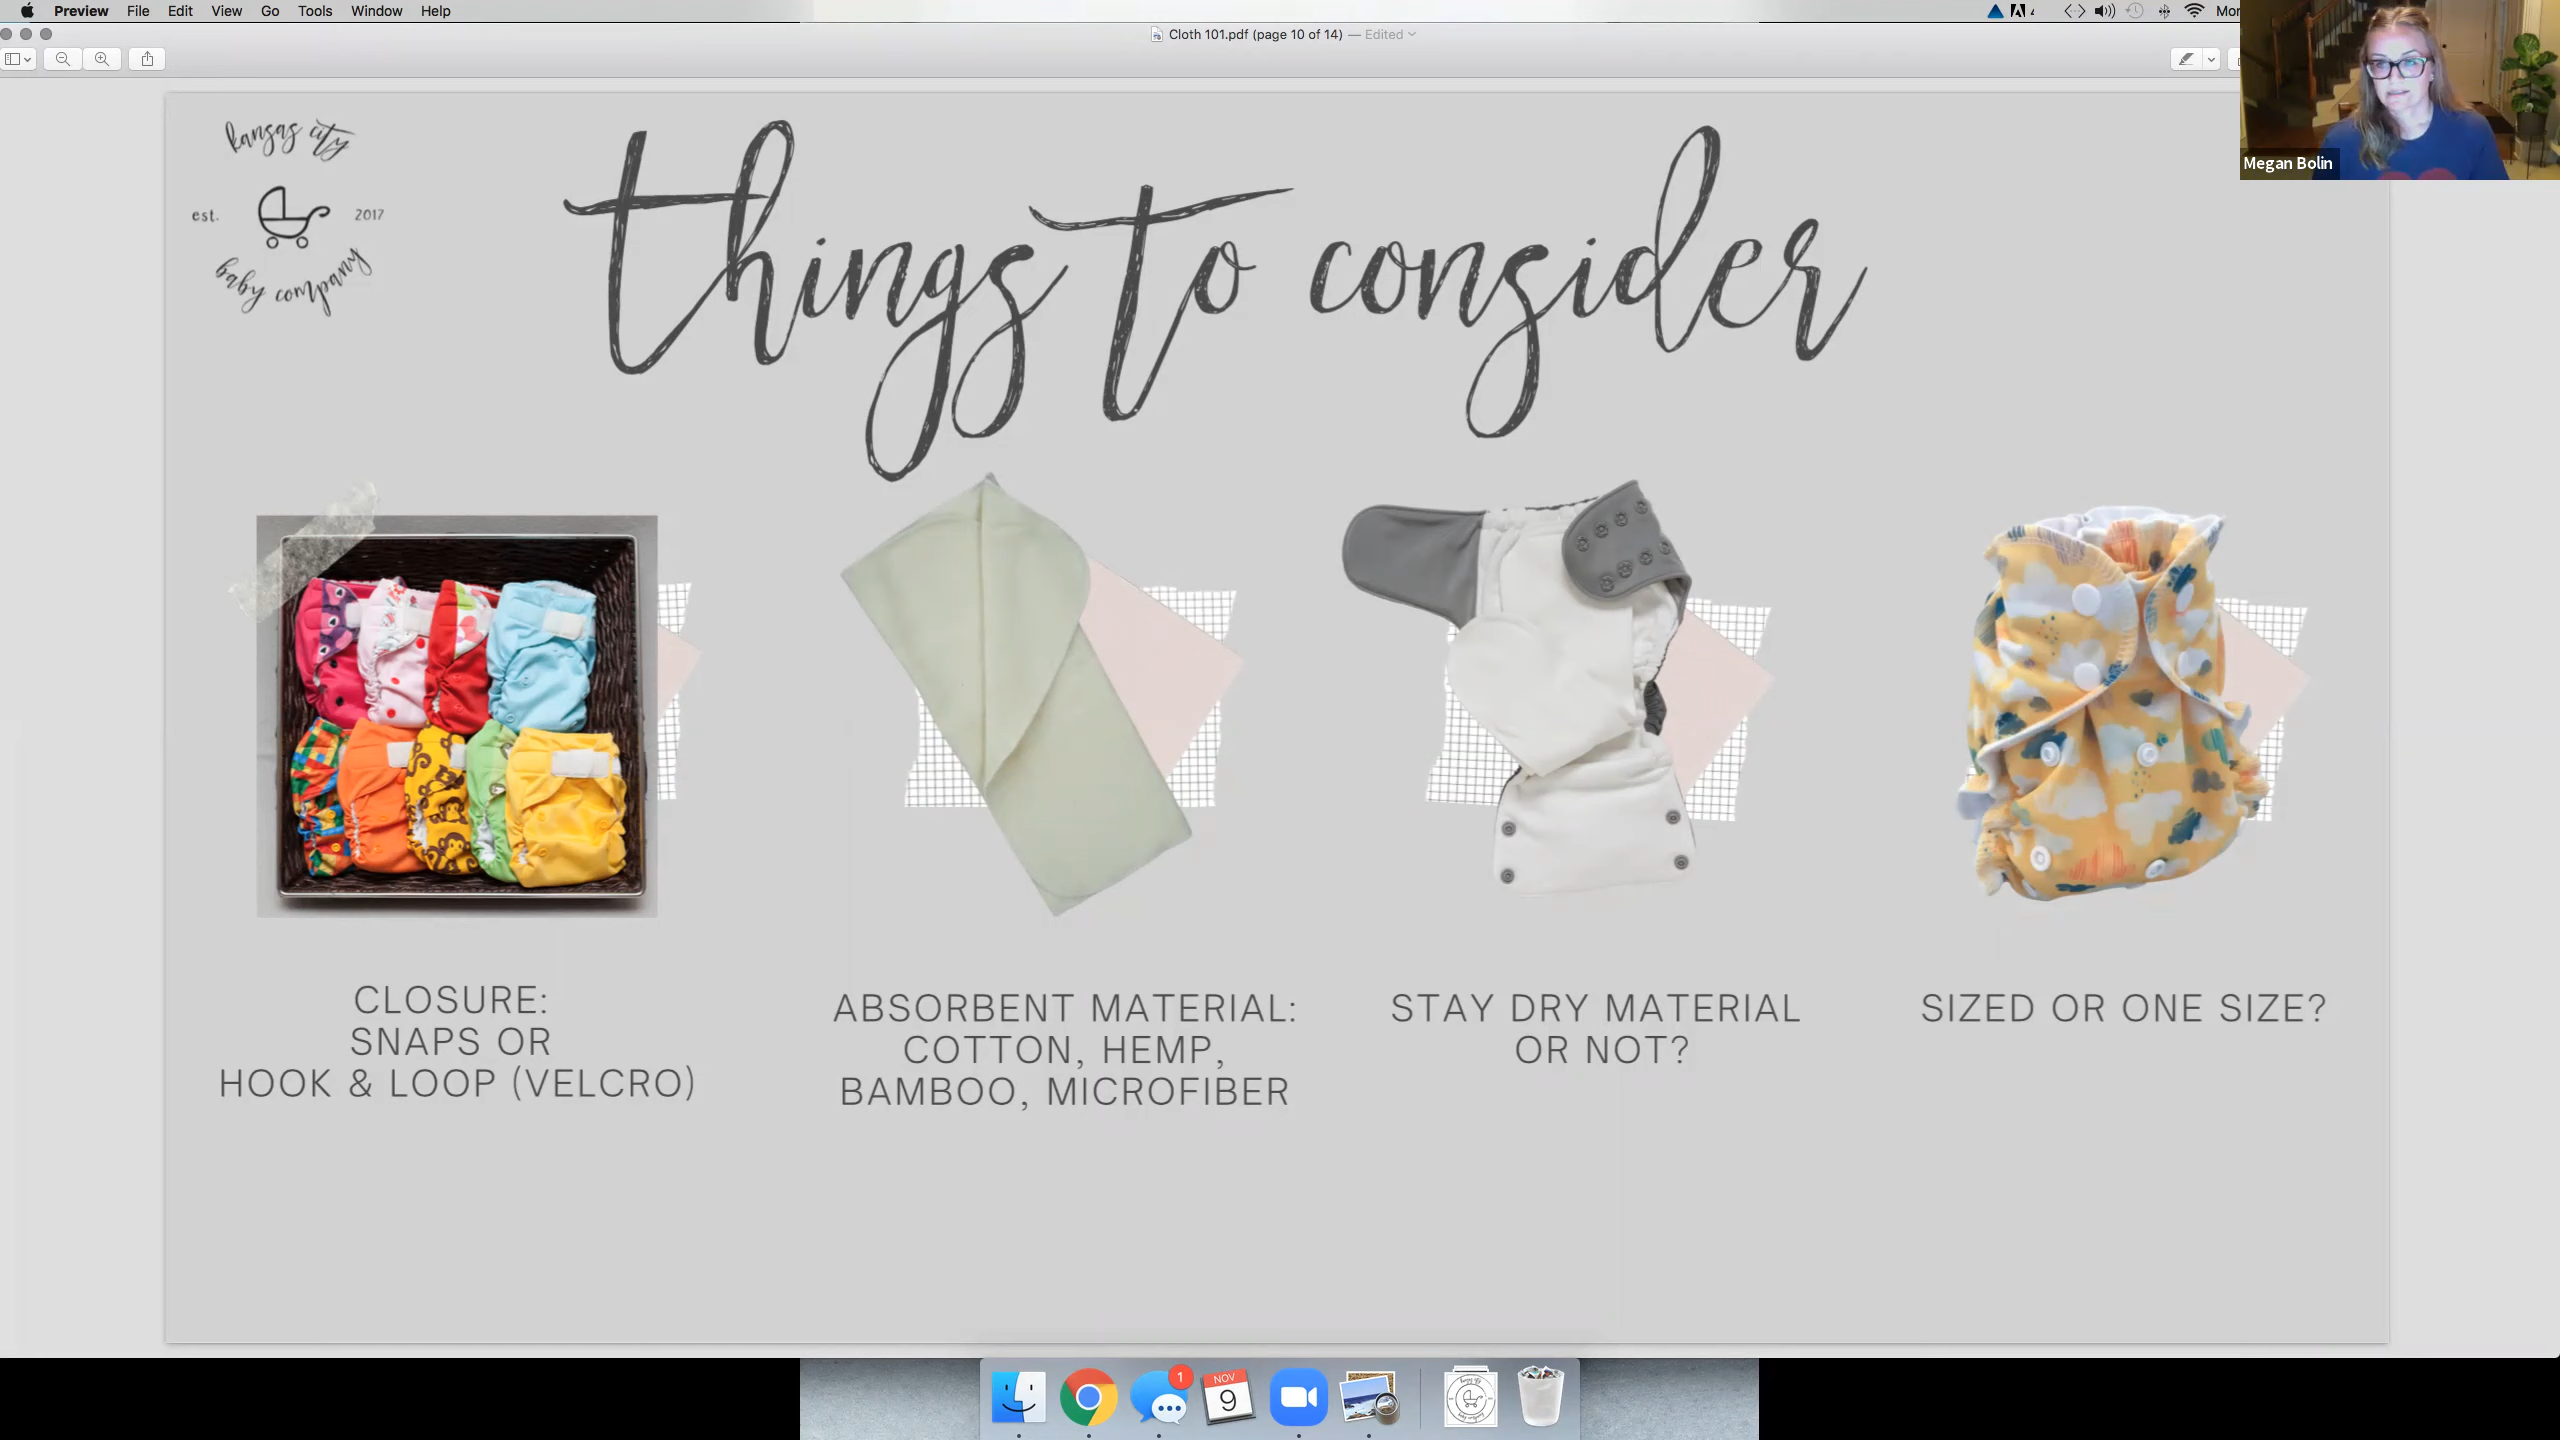 Preview File Edit View Go Tools Window Help
Mon
Cloth 101.pdf (page 10 of 14) — Edited
Megan Bolin
kansas city
est. 2017
baby company
things to consider
CLOSURE:
SNAPS OR
HOOK & LOOP (VELCRO)
ABSORBENT MATERIAL:
COTTON, HEMP,
BAMBOO, MICROFIBER
STAY DRY MATERIAL
OR NOT?
SIZED OR ONE SIZE?
1
NOV
9